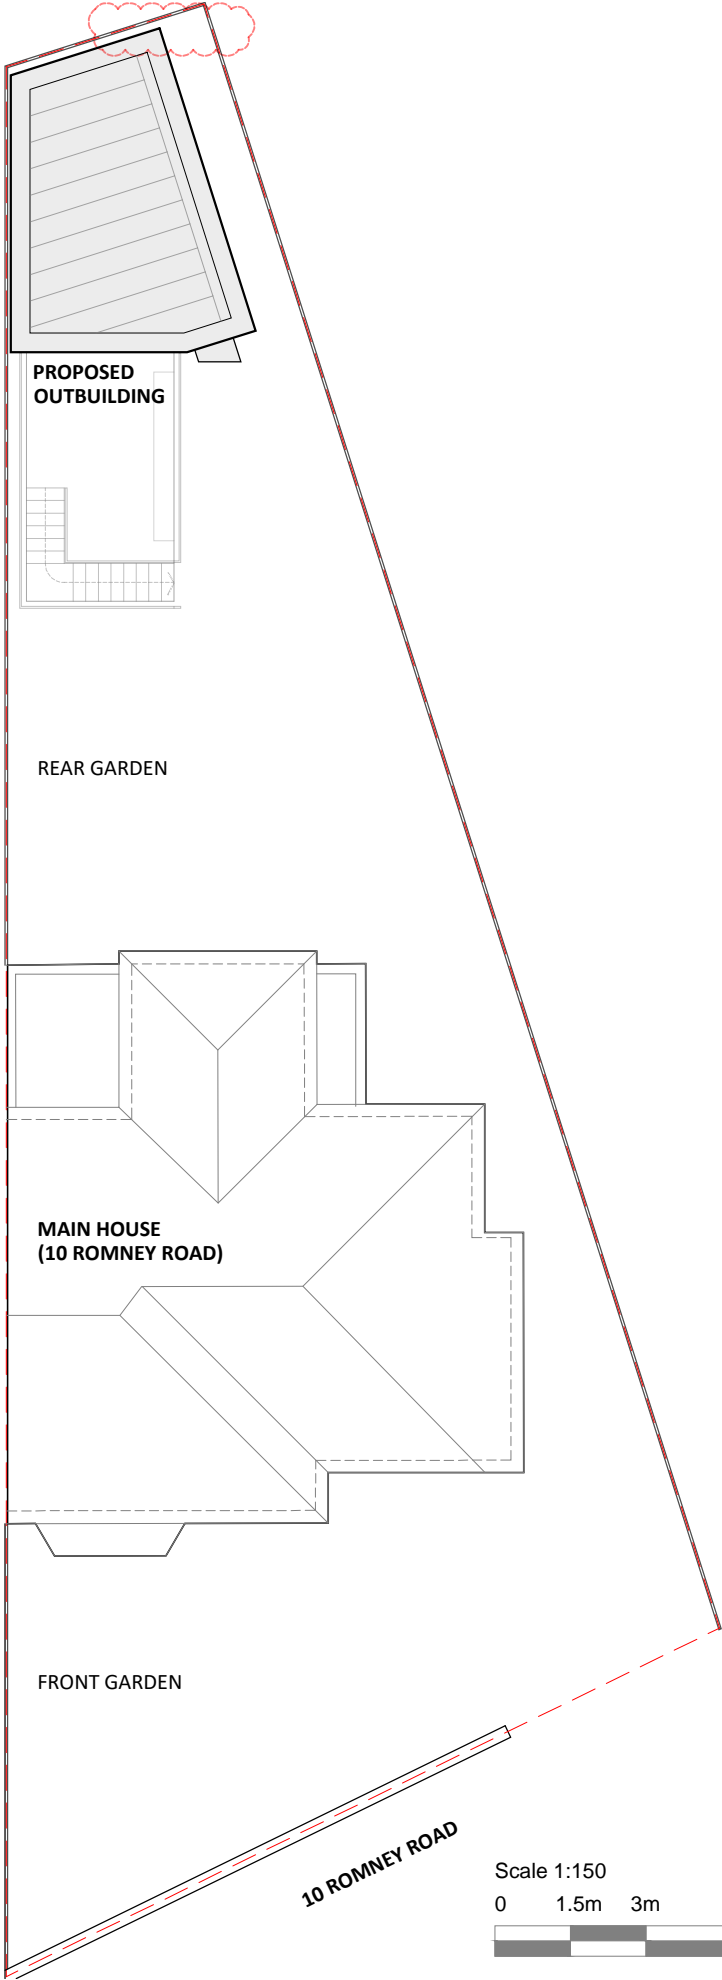 PROPOSED
OUTBUILDING
REAR GARDEN
MAIN HOUSE
(10 ROMNEY ROAD)
FRONT GARDEN
10 ROMNEY ROAD
Scale 1:150
0 1.5m 3m